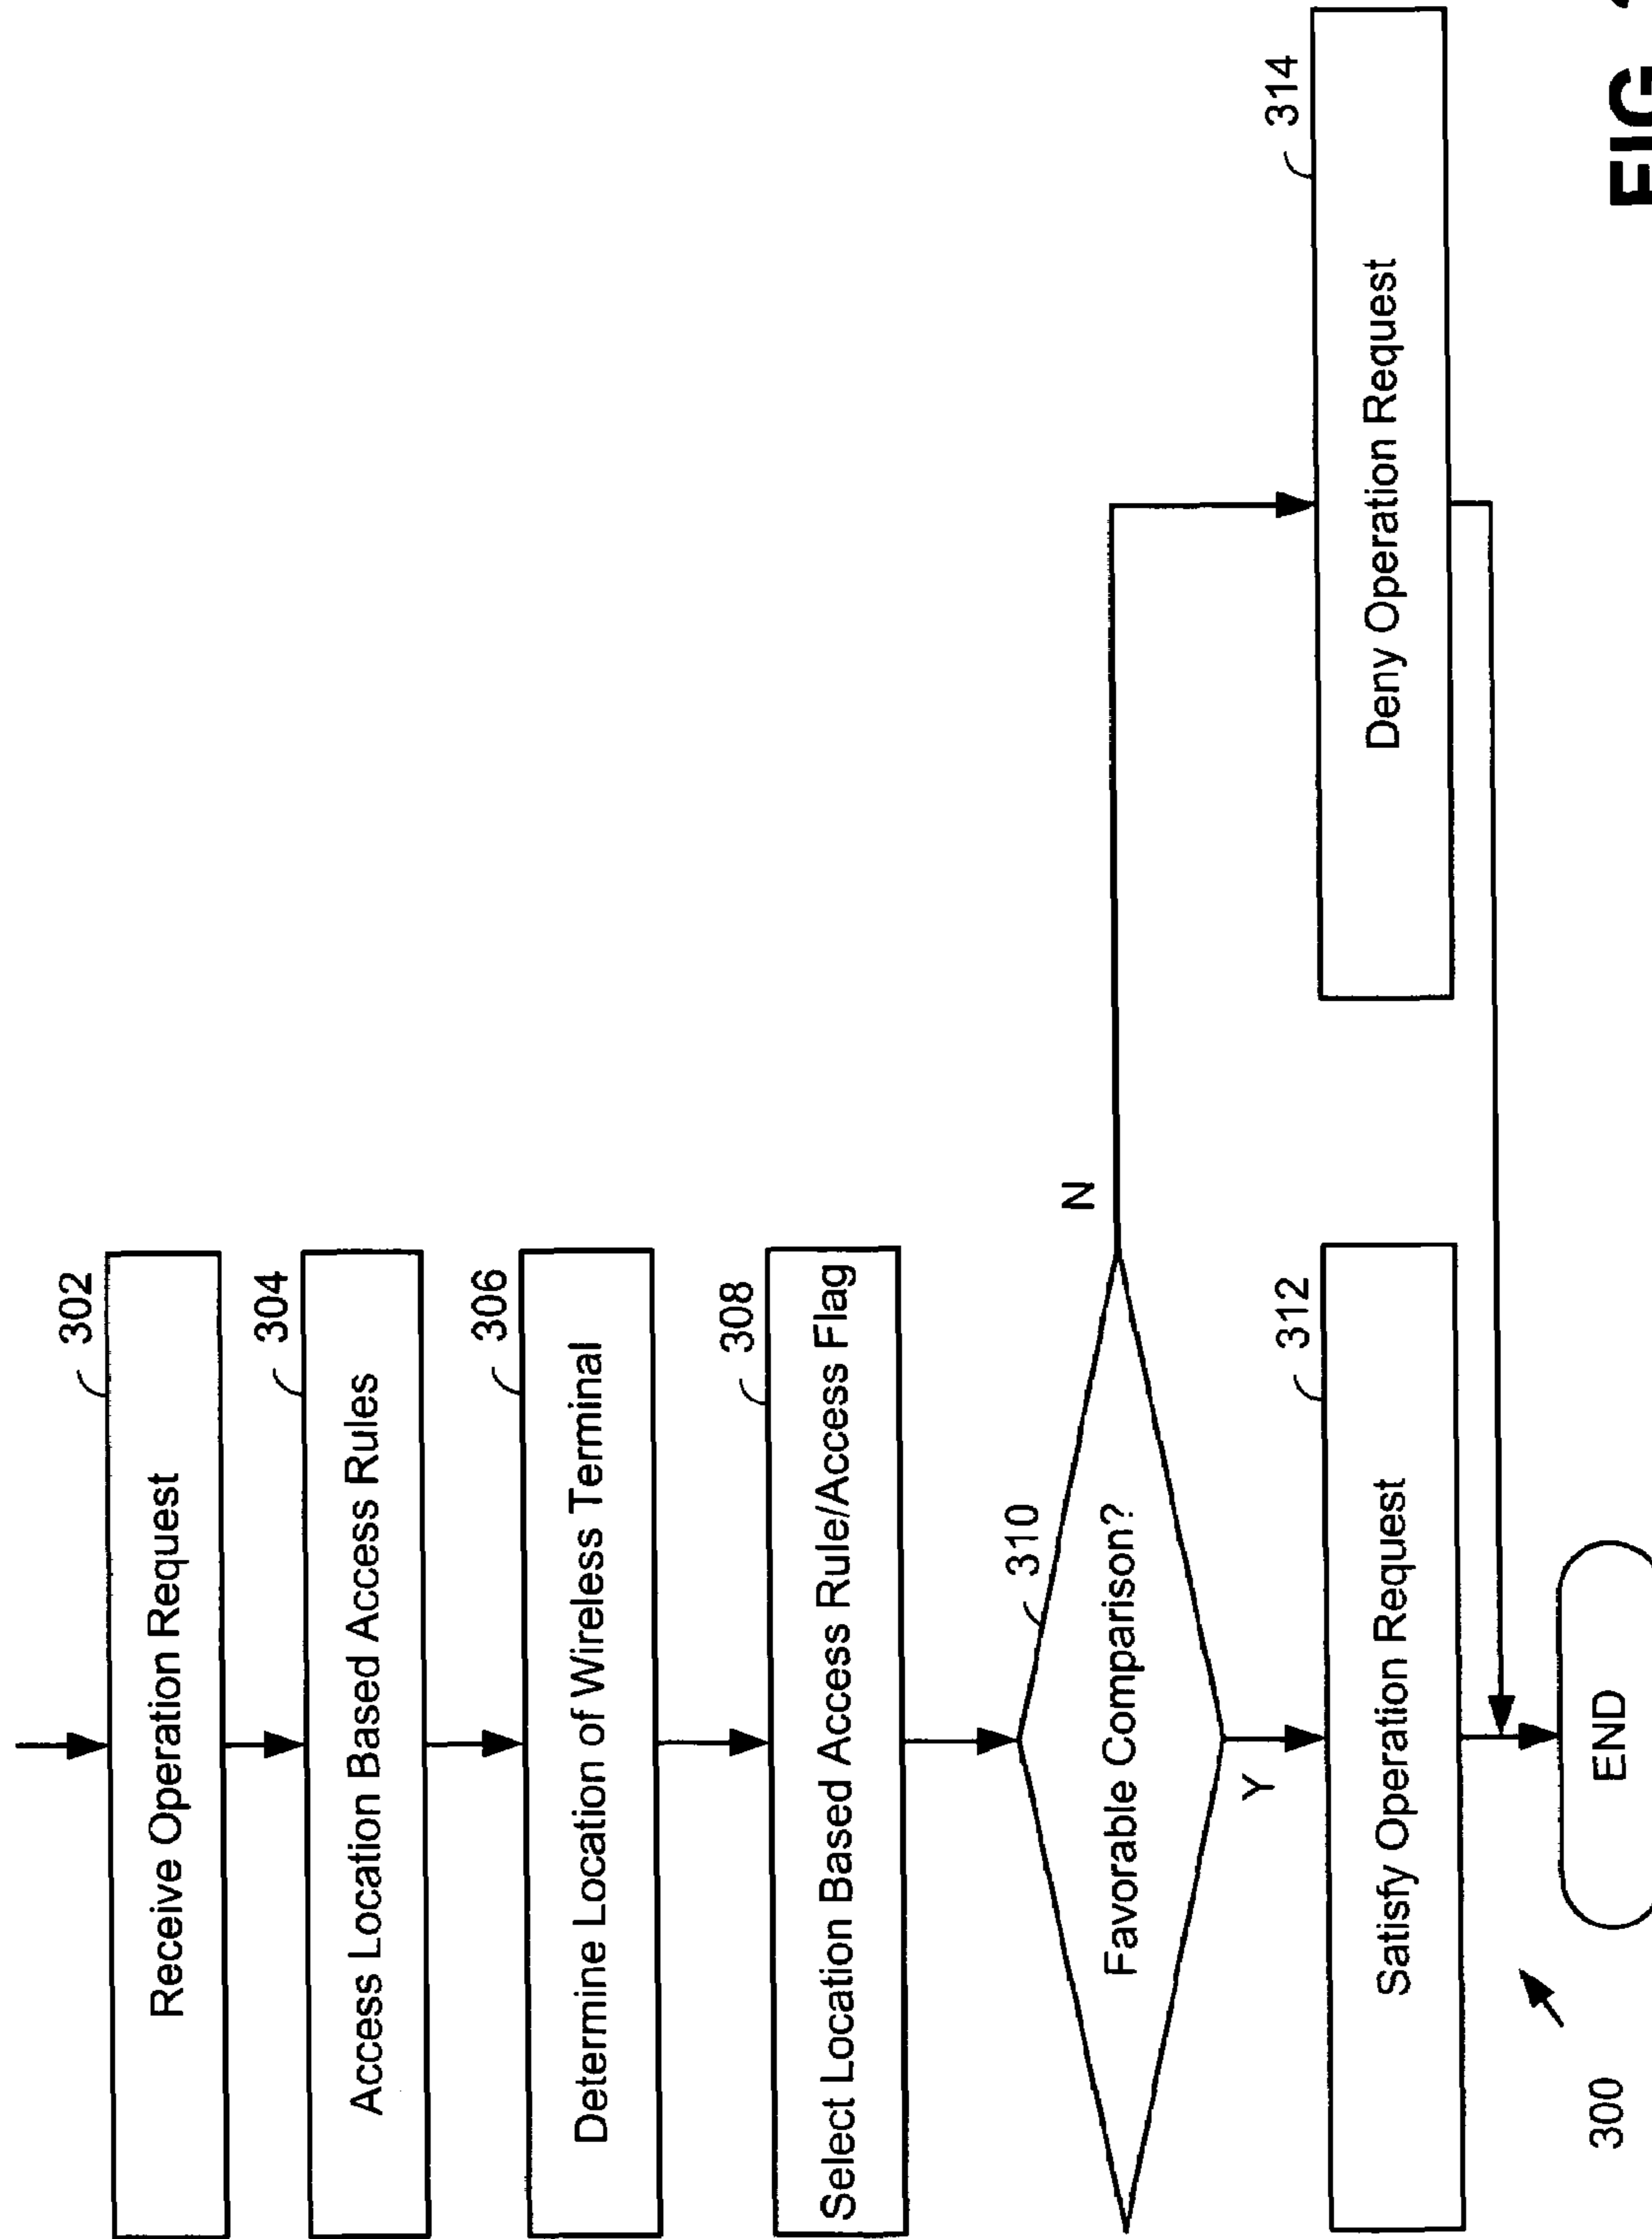 302
Receive Operation Request
304
Access Location Based Access Rules
306
Determine Location of Wireless Terminal
308
Select Location Based Access Rule/Access Flag
310
Favorable Comparison?
N
Y
312
Satisfy Operation Request
314
Deny Operation Request
END
300
FIG.